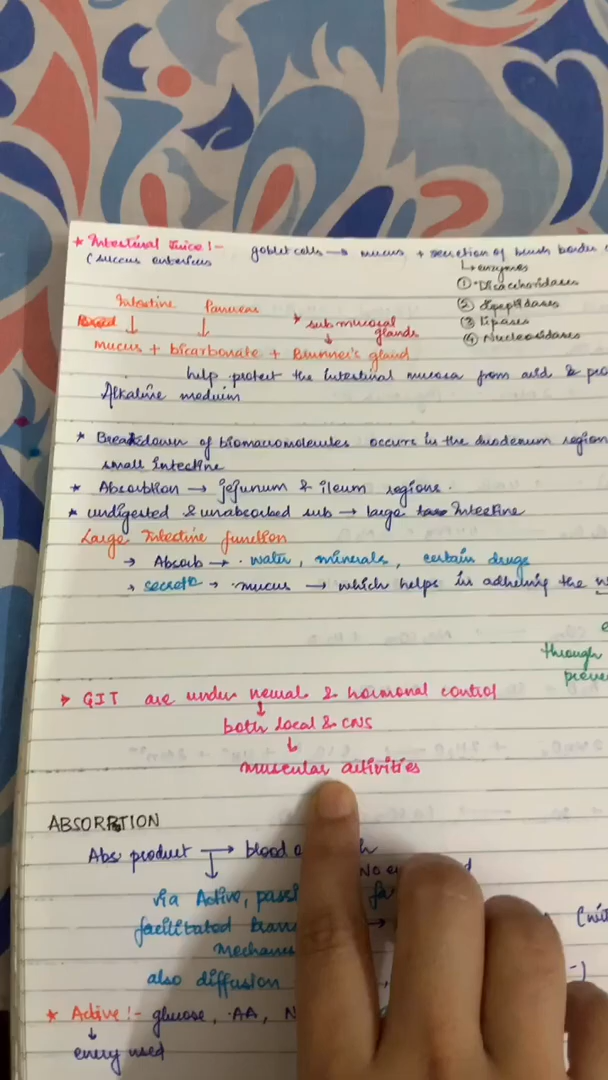 * Intestinal Juice :- goblet cells → mucus + secretion of brush border
(succus entericus
↳ enzymes
① Disaccharidases
② Dipeptidases
③ Lipases
④ Nucleosidases
Intestine Pancreas
* submucosal glands
mucus + bicarbonate + Brunner's gland
help protect the intestinal mucosa from acid &
Alkaline medium
* Breakdown of biomacromolecules occurs in the duodenum region
small intestine
* Absorbtion → jejunum & ileum regions.
* undigested & unabsorbed sub → large Intestine
Large Intestine function
→ Absorb → · water, minerals, certain drugs
→ secrete → · mucus → which helps in adhering the
through
* GIT are under neural & hormonal control
↓
both local & CNS
↓
muscular activities
ABSORPTION
Abs product → blood
via Active,
facilitated
also diffusion
* Active :- glucose, AA, N
↓
energy used